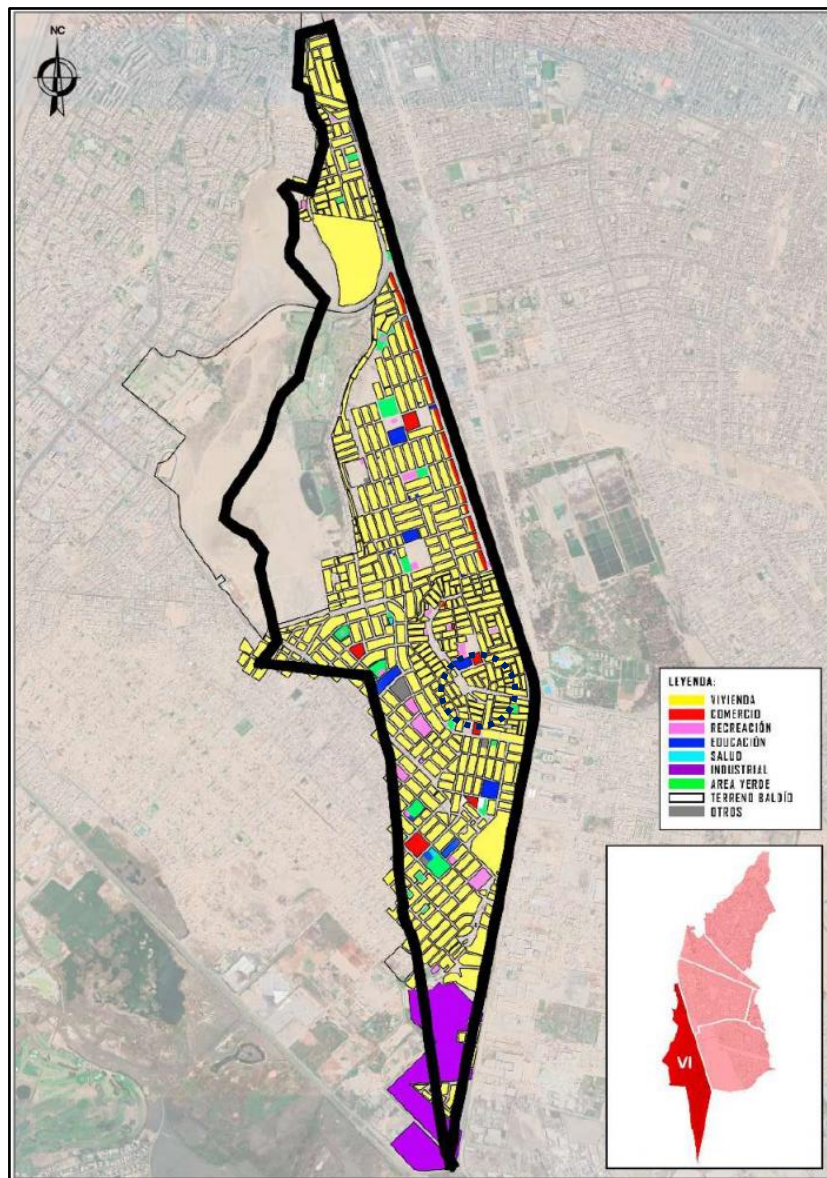 NC
LEYENDA:
VIVIENDA
COMERCIO
RECREACIÓN
EDUCACIÓN
SALUD
INDUSTRIAL
AREA VERDE
TERRENO BALDÍO
OTROS
VI